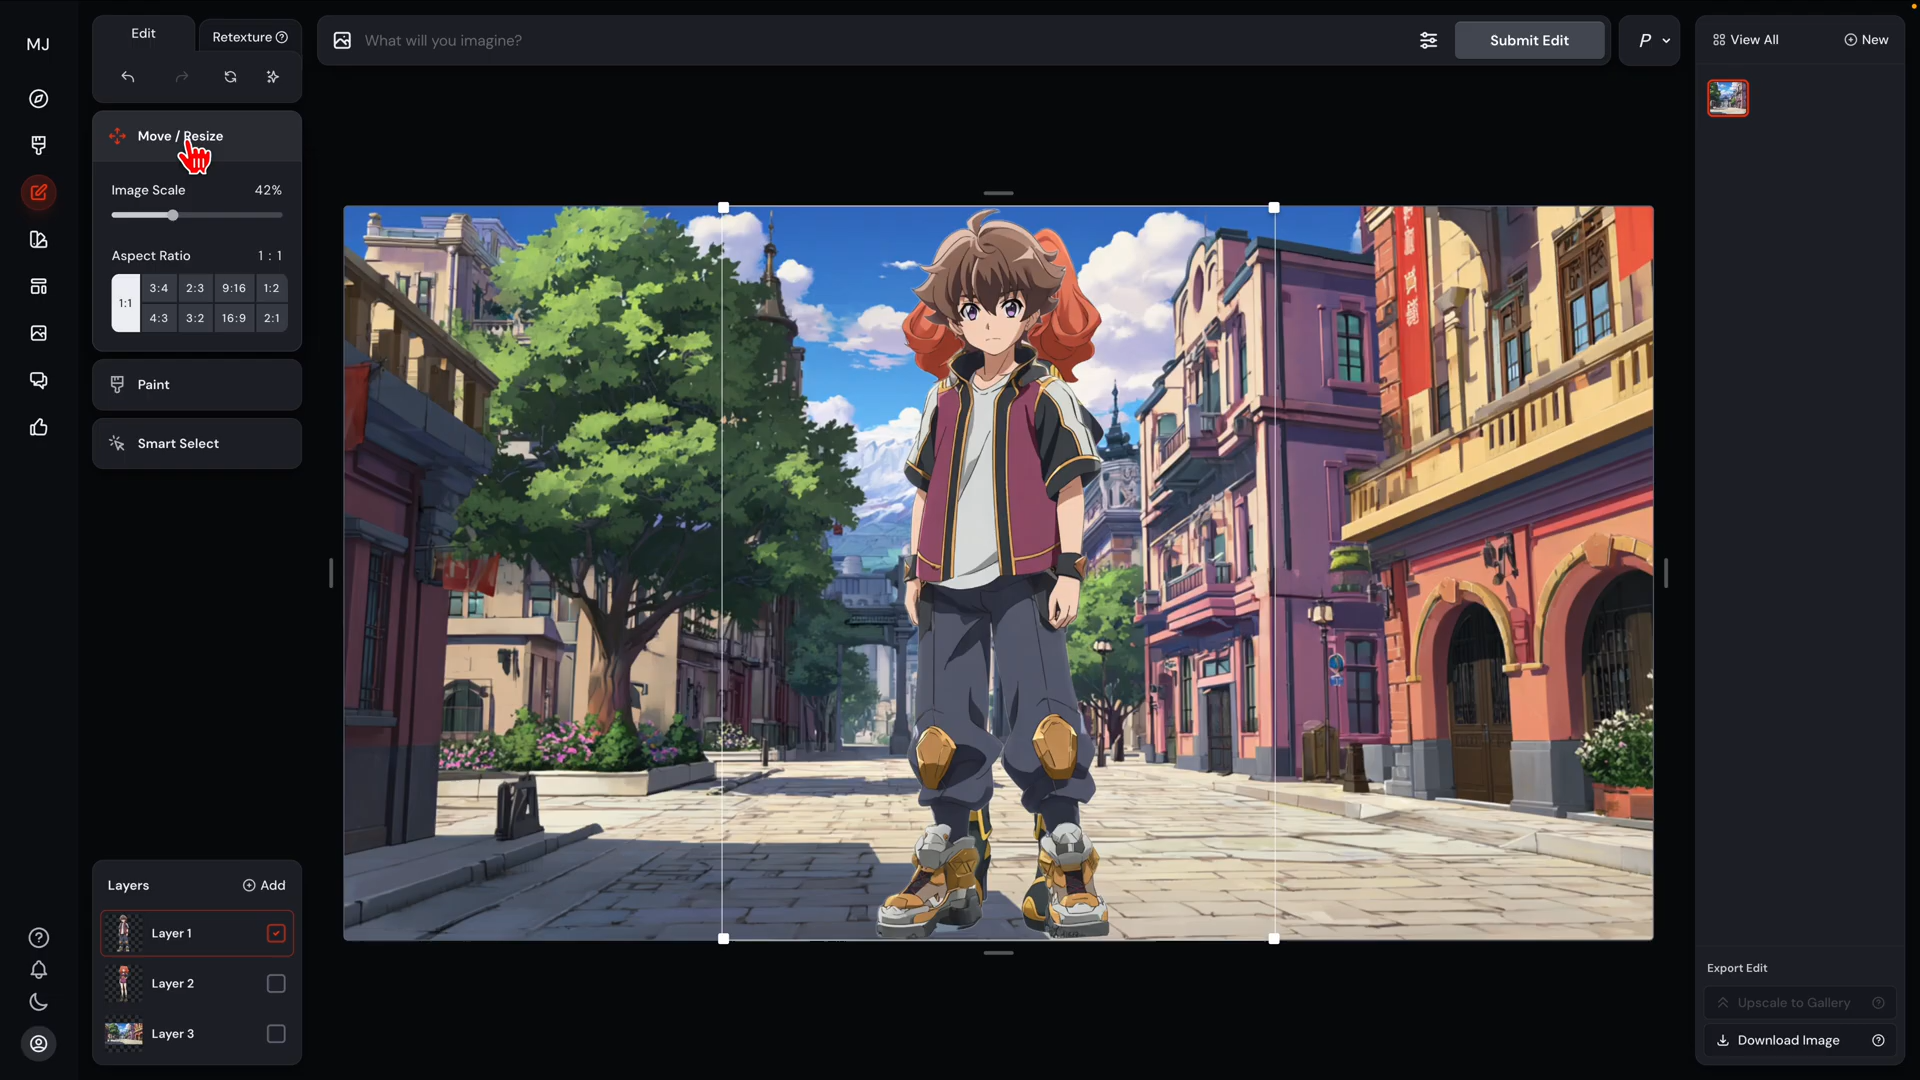 MJ
Edit
Retexture
What will you imagine?
Submit Edit
P
View All
New
Move / Resize
Image Scale 42%
Aspect Ratio 1 : 1
1:1
3:4 2:3 9:16 1:2
4:3 3:2 16:9 2:1
Paint
Smart Select
Layers
Add
Layer 1
Layer 2
Layer 3
Export Edit
Upscale to Gallery
Download Image